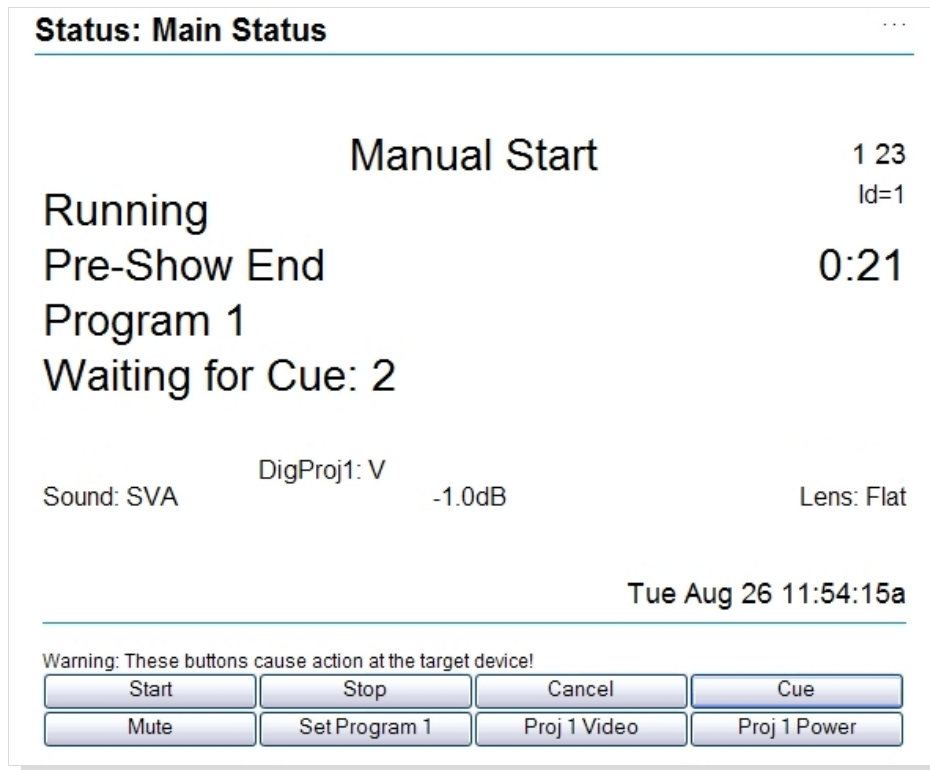 Status: Main Status ...
Manual Start 1 23
Id=1
Running
Pre-Show End 0:21
Program 1
Waiting for Cue: 2
DigProj1: V
Sound: SVA -1.0dB Lens: Flat
Tue Aug 26 11:54:15a
Warning: These buttons cause action at the target device!
Start Stop Cancel Cue
Mute Set Program 1 Proj 1 Video Proj 1 Power